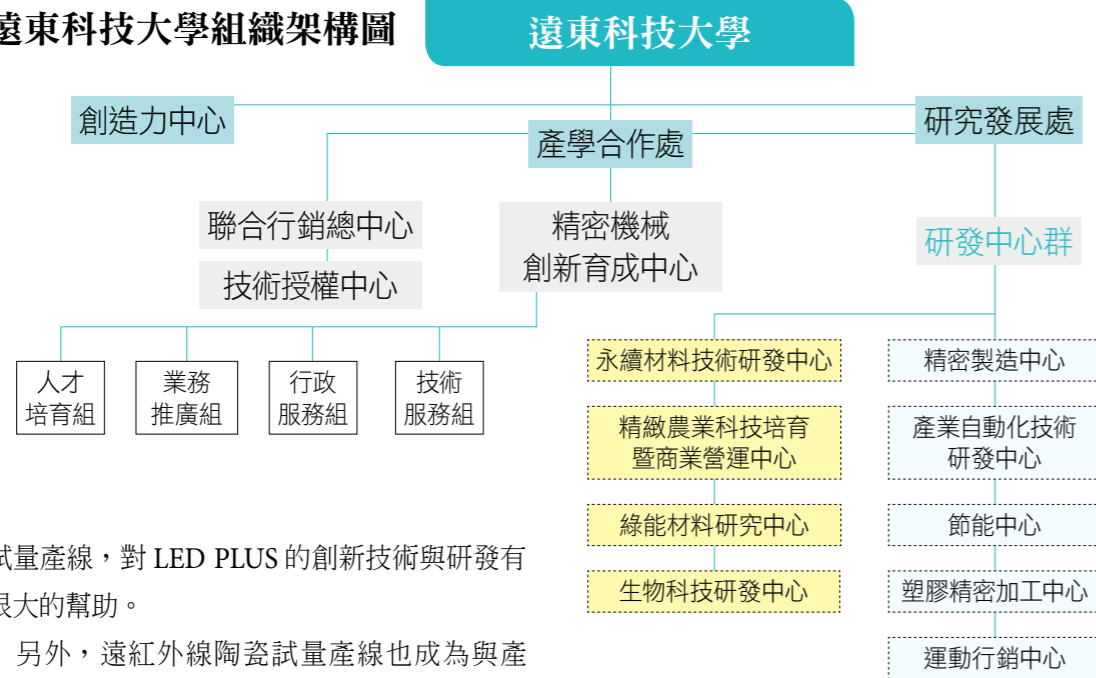 遠東科技大學組織架構圖
遠東科技大學
創造力中心
產學合作處
研究發展處
聯合行銷總中心
技術授權中心
精密機械
創新育成中心
研發中心群
人才
培育組
業務
推廣組
行政
服務組
技術
服務組
永續材料技術研發中心
精緻農業科技培育
暨商業營運中心
綠能材料研究中心
生物科技研發中心
精密製造中心
產業自動化技術
研發中心
節能中心
塑膠精密加工中心
運動行銷中心
試量產線，對 LED PLUS 的創新技術與研發有
很大的幫助。
另外，遠紅外線陶瓷試量產線也成為與產